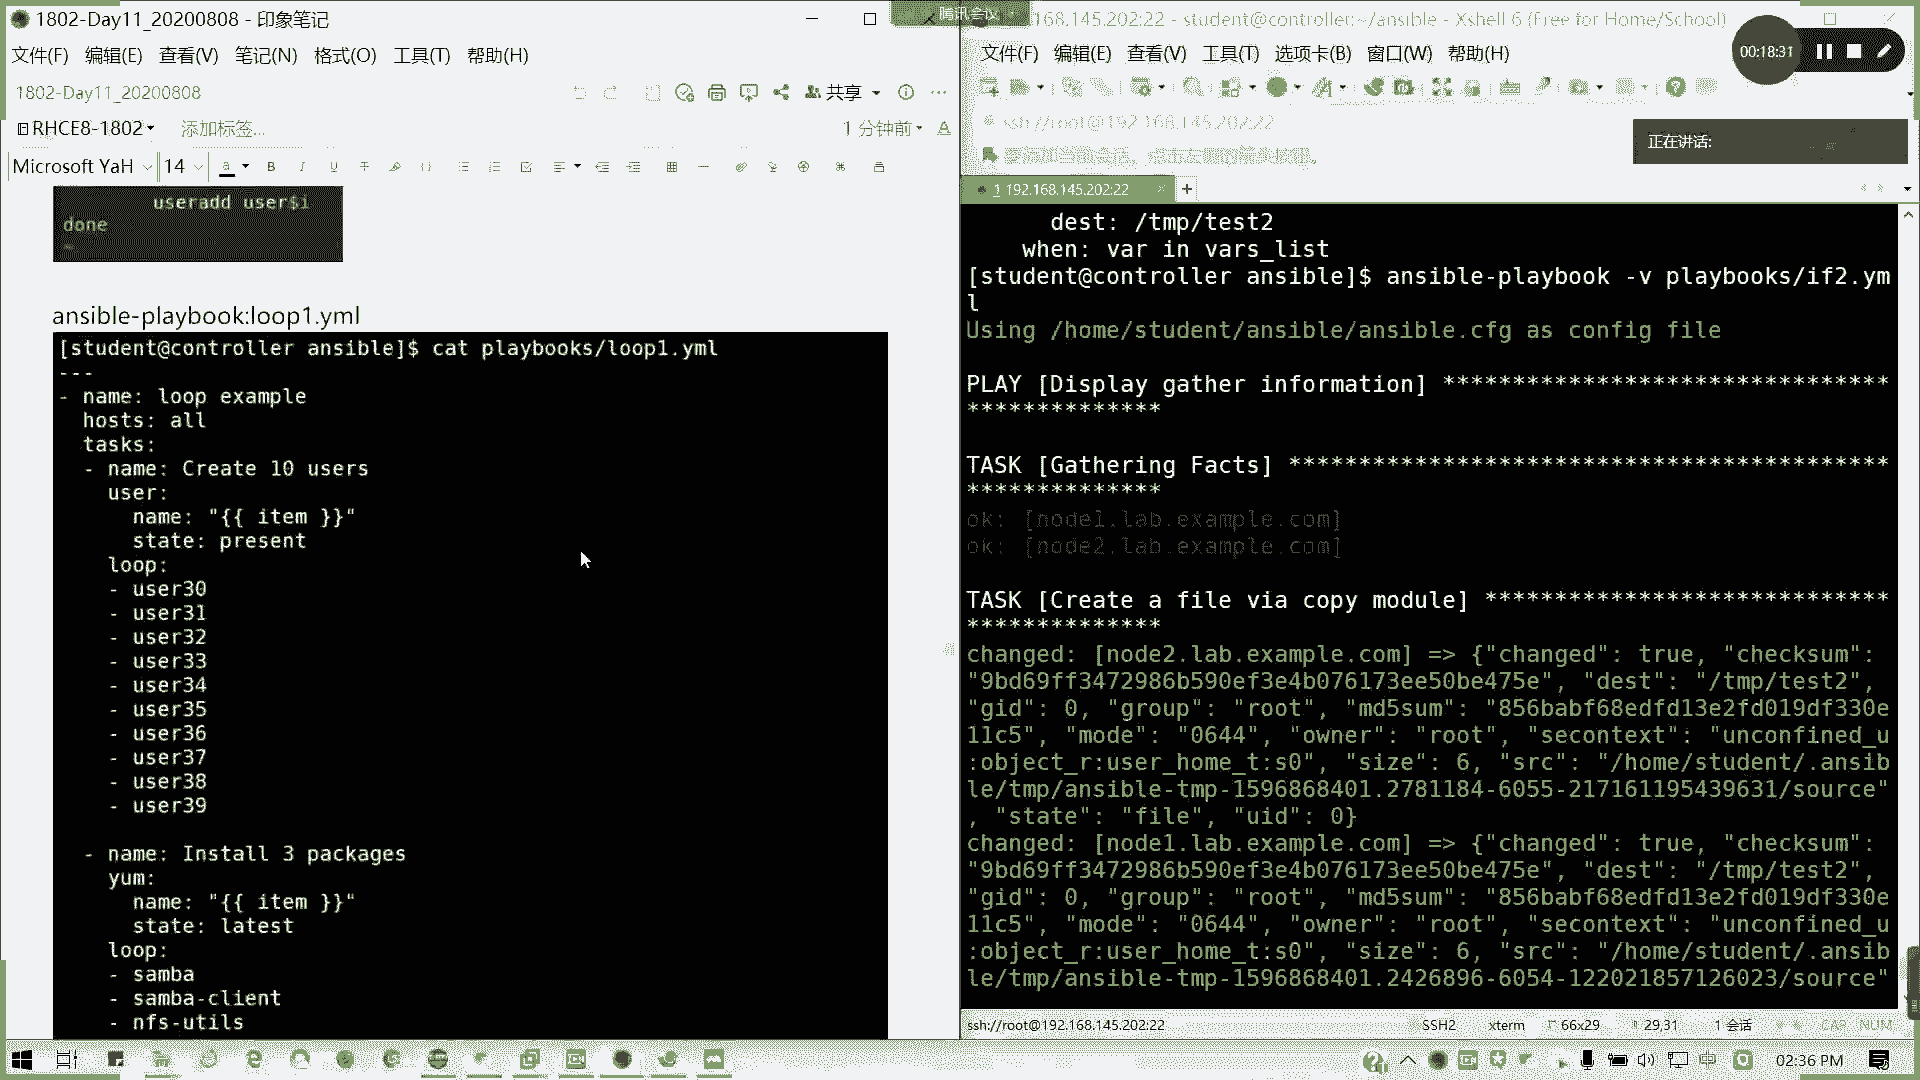 1802-Day11_20200808 - 印象笔记
文件(F) 编辑(E) 查看(V) 笔记(N) 格式(O) 工具(T) 帮助(H)
1802-Day11_20200808
共享
RHCE8-1802
添加标签...
1 分钟前
Microsoft YaH
14
useradd user$i
done
~
ansible-playbook:loop1.yml
[student@controller ansible]$ cat playbooks/loop1.yml
---
- name: loop example
hosts: all
tasks:
- name: Create 10 users
user:
name: "{{ item }}"
state: present
loop:
- user30
- user31
- user32
- user33
- user34
- user35
- user36
- user37
- user38
- user39
- name: Install 3 packages
yum:
name: "{{ item }}"
state: latest
loop:
- samba
- samba-client
- nfs-utils
腾讯会议
168.145.202:22 - student@controller:~/ansible - Xshell 6 (Free for Home/School)
文件(F) 编辑(E) 查看(V) 工具(T) 选项卡(B) 窗口(W) 帮助(H)
00:18:31
ssh://root@192.168.145.202:22
正在讲话:
1 192.168.145.202:22
dest: /tmp/test2
when: var in vars_list
[student@controller ansible]$ ansible-playbook -v playbooks/if2.ym
l
Using /home/student/ansible/ansible.cfg as config file
PLAY [Display gather information] ********************************
**************
TASK [Gathering Facts] *******************************************
**************
ok: [node1.lab.example.com]
ok: [node2.lab.example.com]
TASK [Create a file via copy module] *****************************
**************
changed: [node2.lab.example.com] => {"changed": true, "checksum":
"9bd69ff3472986b590ef3e4b076173ee50be475e", "dest": "/tmp/test2",
"gid": 0, "group": "root", "md5sum": "856babf68edfd13e2fd019df330e
11c5", "mode": "0644", "owner": "root", "secontext": "unconfined_u
:object_r:user_home_t:s0", "size": 6, "src": "/home/student/.ansib
le/tmp/ansible-tmp-1596868401.2781184-6055-217161195439631/source"
, "state": "file", "uid": 0}
changed: [node1.lab.example.com] => {"changed": true, "checksum":
"9bd69ff3472986b590ef3e4b076173ee50be475e", "dest": "/tmp/test2",
"gid": 0, "group": "root", "md5sum": "856babf68edfd13e2fd019df330e
11c5", "mode": "0644", "owner": "root", "secontext": "unconfined_u
:object_r:user_home_t:s0", "size": 6, "src": "/home/student/.ansib
le/tmp/ansible-tmp-1596868401.2426896-6054-122021857126023/source"
ssh://root@192.168.145.202:22
SSH2
xterm
66x29
29,31
1 会话
CAP NUM
02:36 PM